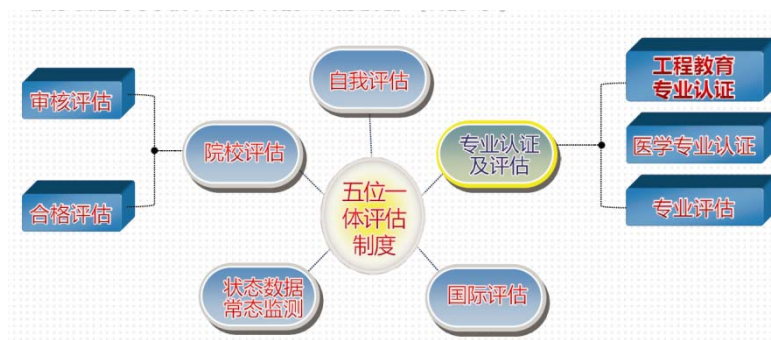 自我评估
审核评估
院校评估
合格评估
专业认证
及评估
工程教育
专业认证
医学专业认证
专业评估
五位一
体评估
制度
状态数据
常态监测
国际评估